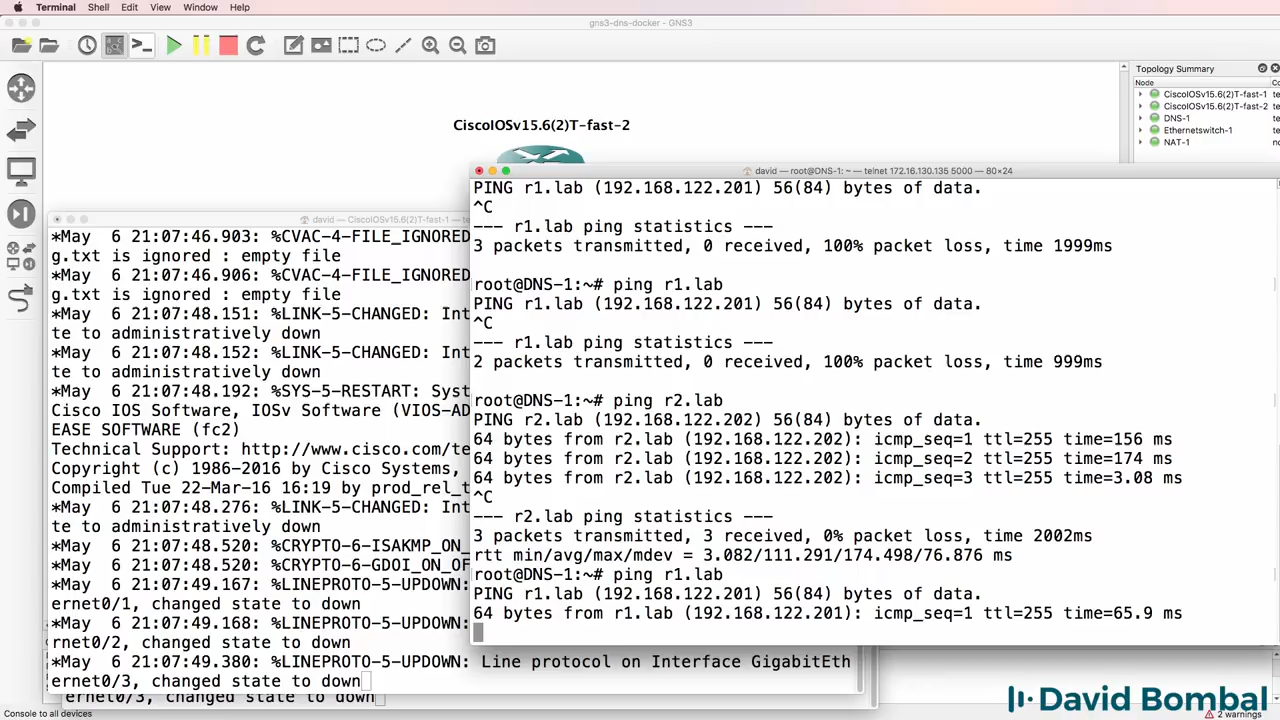 Terminal Shell Edit View Window Help
gns3-dns-docker - GNS3
Topology Summary
Node
CiscoIOSv15.6(2)T-fast-1 te
CiscoIOSv15.6(2)T-fast-2 te
DNS-1 te
Ethernetswitch-1 te
NAT-1 no
CiscoIOSv15.6(2)T-fast-2
david — root@DNS-1: ~ — telnet 172.16.130.135 5000 — 80×24
PING r1.lab (192.168.122.201) 56(84) bytes of data.
^C
--- r1.lab ping statistics ---
3 packets transmitted, 0 received, 100% packet loss, time 1999ms
root@DNS-1:~# ping r1.lab
PING r1.lab (192.168.122.201) 56(84) bytes of data.
^C
--- r1.lab ping statistics ---
2 packets transmitted, 0 received, 100% packet loss, time 999ms
root@DNS-1:~# ping r2.lab
PING r2.lab (192.168.122.202) 56(84) bytes of data.
64 bytes from r2.lab (192.168.122.202): icmp_seq=1 ttl=255 time=156 ms
64 bytes from r2.lab (192.168.122.202): icmp_seq=2 ttl=255 time=174 ms
64 bytes from r2.lab (192.168.122.202): icmp_seq=3 ttl=255 time=3.08 ms
^C
--- r2.lab ping statistics ---
3 packets transmitted, 3 received, 0% packet loss, time 2002ms
rtt min/avg/max/mdev = 3.082/111.291/174.498/76.876 ms
root@DNS-1:~# ping r1.lab
PING r1.lab (192.168.122.201) 56(84) bytes of data.
64 bytes from r1.lab (192.168.122.201): icmp_seq=1 ttl=255 time=65.9 ms
david — CiscoIOSv15.6(2)T-fast-1 — te
*May  6 21:07:46.903: %CVAC-4-FILE_IGNORED
g.txt is ignored : empty file
*May  6 21:07:46.906: %CVAC-4-FILE_IGNORED
g.txt is ignored : empty file
*May  6 21:07:48.151: %LINK-5-CHANGED: Int
te to administratively down
*May  6 21:07:48.152: %LINK-5-CHANGED: Int
te to administratively down
*May  6 21:07:48.192: %SYS-5-RESTART: Syst
Cisco IOS Software, IOSv Software (VIOS-AD
EASE SOFTWARE (fc2)
Technical Support: http://www.cisco.com/te
Copyright (c) 1986-2016 by Cisco Systems,
Compiled Tue 22-Mar-16 16:19 by prod_rel_t
*May  6 21:07:48.276: %LINK-5-CHANGED: Int
te to administratively down
*May  6 21:07:48.520: %CRYPTO-6-ISAKMP_ON_
*May  6 21:07:48.520: %CRYPTO-6-GDOI_ON_OF
*May  6 21:07:49.167: %LINEPROTO-5-UPDOWN:
ernet0/1, changed state to down
*May  6 21:07:49.168: %LINEPROTO-5-UPDOWN:
rnet0/2, changed state to down
*May  6 21:07:49.380: %LINEPROTO-5-UPDOWN: Line protocol on Interface GigabitEth
ernet0/3, changed state to down
ernet0/3, changed state to down
David Bombal
Console to all devices
2 warnings